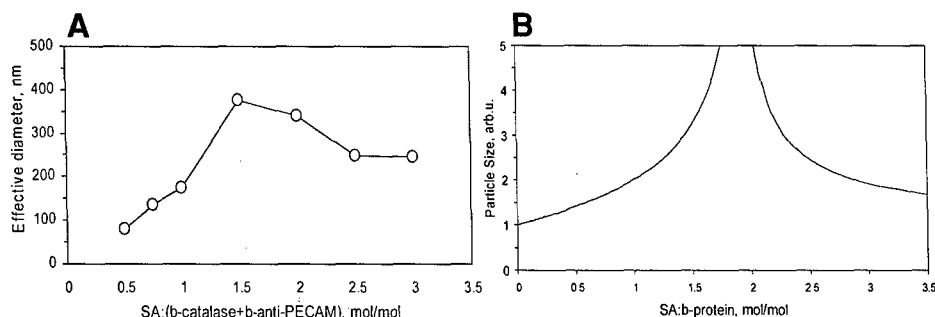 A
500
400
300
200
100
0
Effective diameter, nm
0 0.5 1 1.5 2 2.5 3 3.5
SA:(b-catalase+b-anti-PECAM), mol/mol
B
5
4
3
2
1
0
Particle Size, arb.u.
0 0.5 1 1.5 2 2.5 3 3.5
SA:b-protein, mol/mol